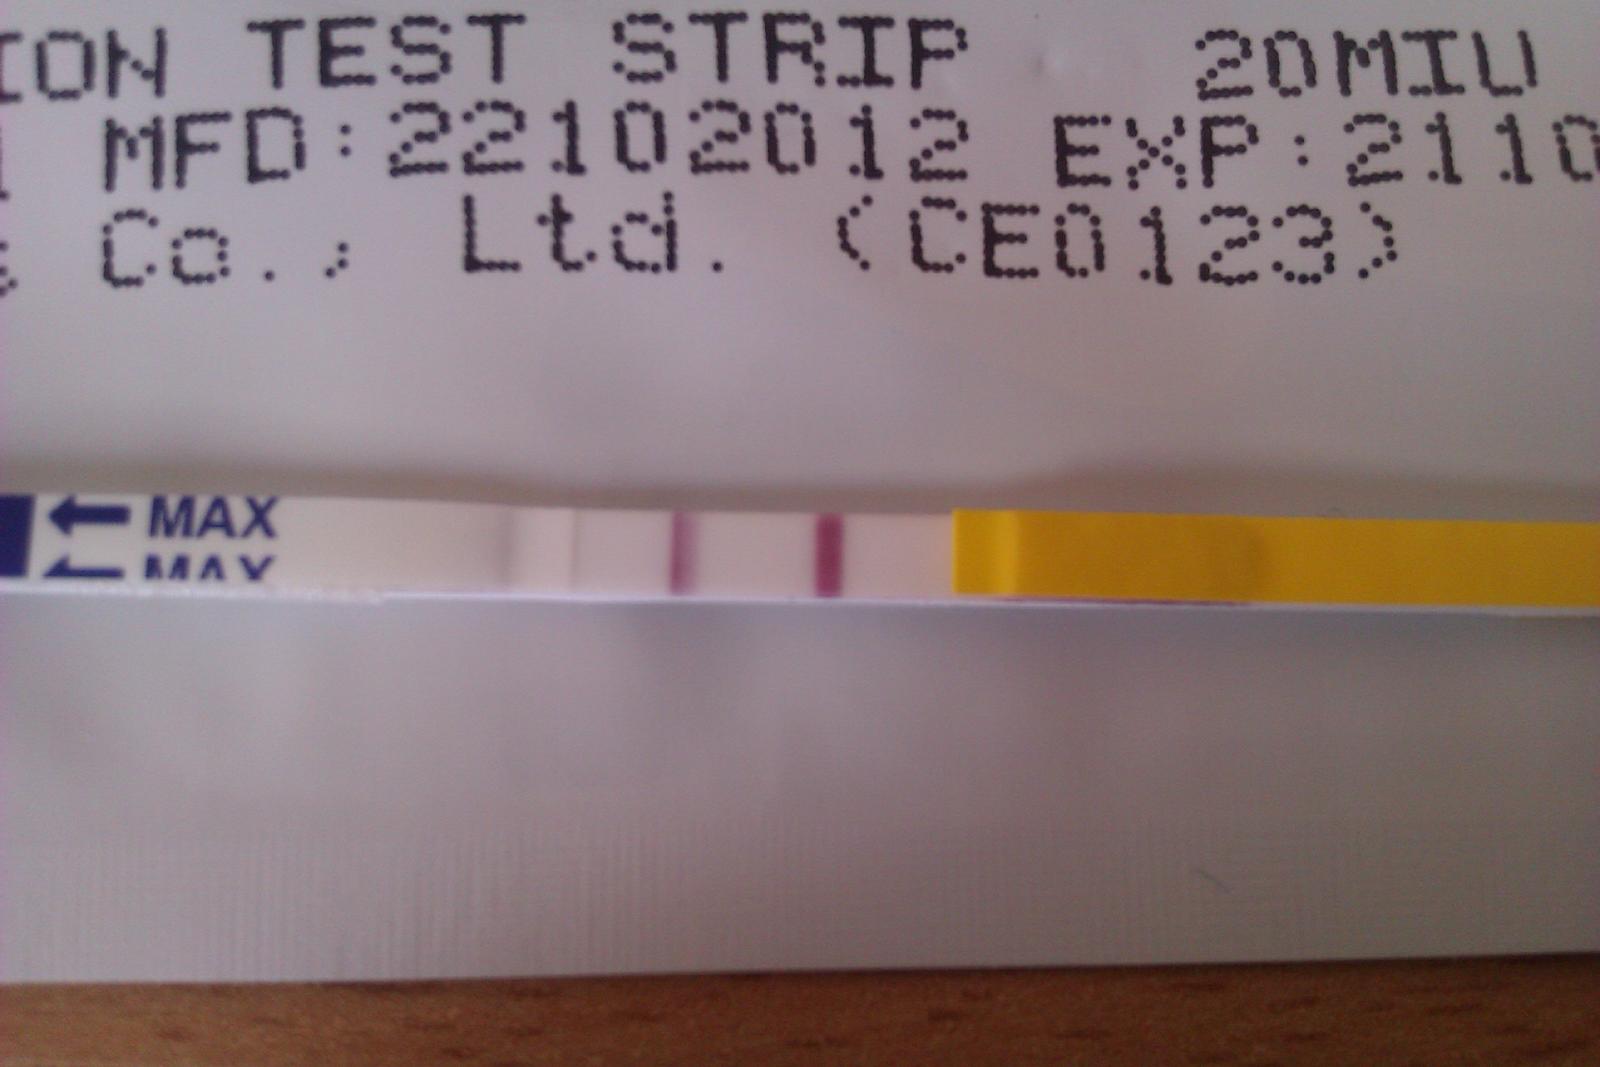 ION TEST STRIP 20MIU
MFD:22102012 EXP:2110
Co., Ltd. (CE0123)
MAX
MAX